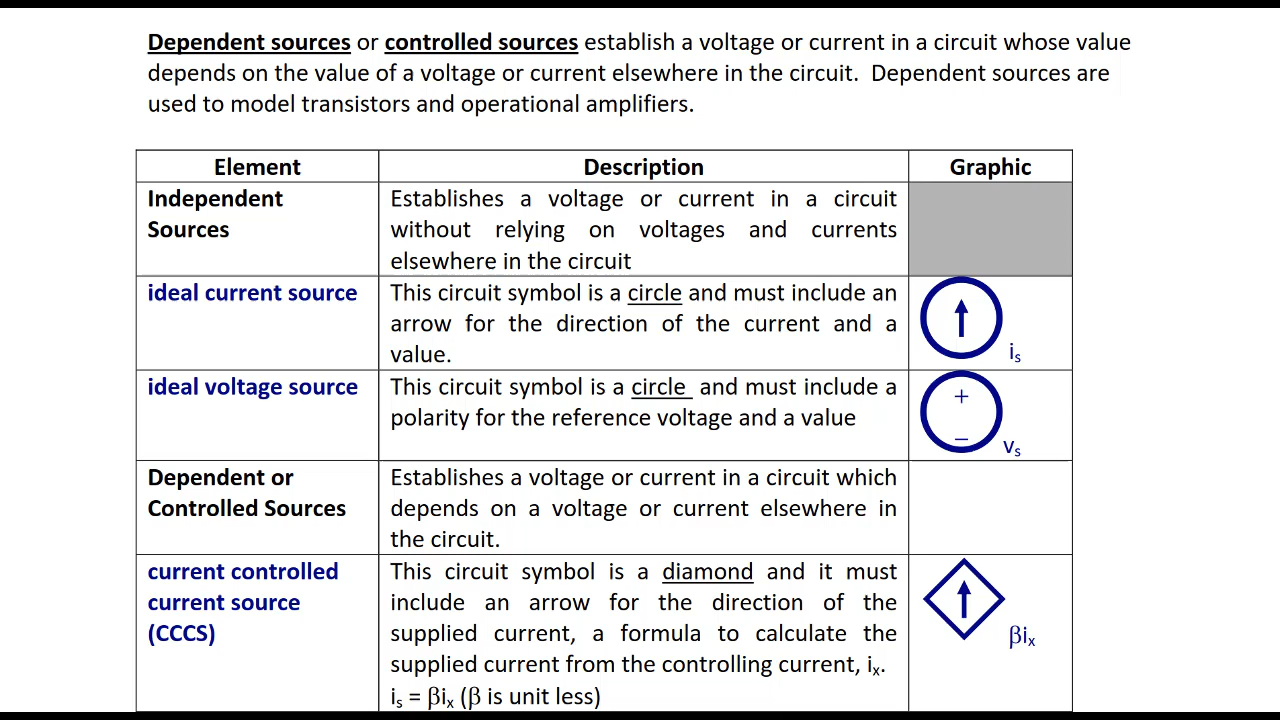 Dependent sources or controlled sources establish a voltage or current in a circuit whose value
depends on the value of a voltage or current elsewhere in the circuit. Dependent sources are
used to model transistors and operational amplifiers.
Element Description Graphic
Independent
Sources
Establishes a voltage or current in a circuit
without relying on voltages and currents
elsewhere in the circuit
ideal current source
This circuit symbol is a circle and must include an
arrow for the direction of the current and a
value.
is
ideal voltage source
This circuit symbol is a circle and must include a
polarity for the reference voltage and a value
+
–
vs
Dependent or
Controlled Sources
Establishes a voltage or current in a circuit which
depends on a voltage or current elsewhere in
the circuit.
current controlled
current source
(CCCS)
This circuit symbol is a diamond and it must
include an arrow for the direction of the
supplied current, a formula to calculate the
supplied current from the controlling current, ix.
is = βix (β is unit less)
βix